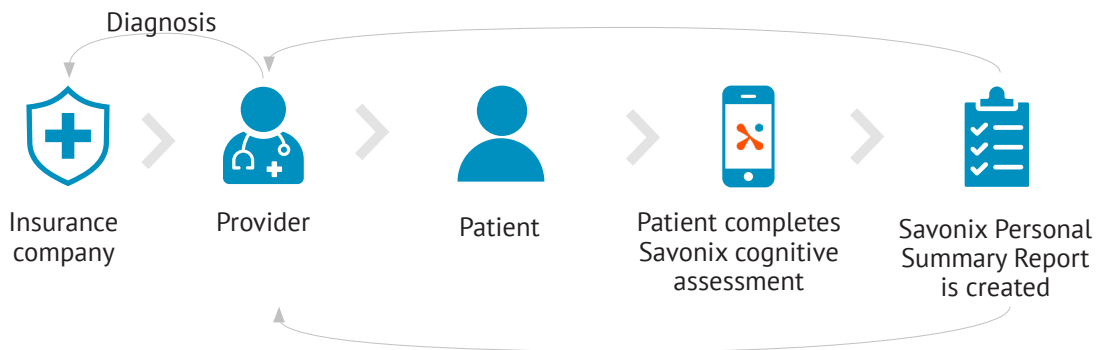 Diagnosis
Insurance
company
Provider
Patient
Patient completes
Savonix cognitive
assessment
Savonix Personal
Summary Report
is created